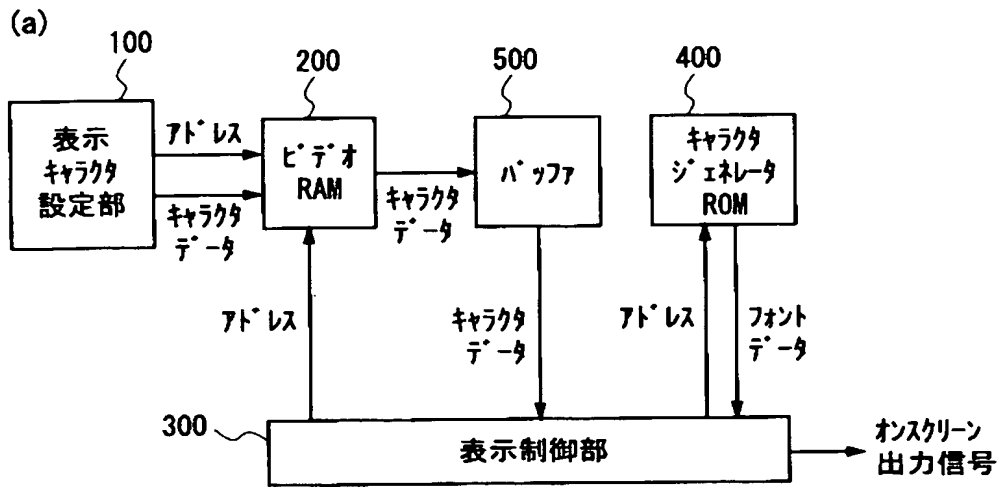 (a)
100
200
500
400
表示
キャラクタ
設定部
アドレス
キャラクタ
データ
ビデオ
RAM
キャラクタ
データ
バッファ
キャラクタ
ジェネレータ
ROM
アドレス
キャラクタ
データ
アドレス
フォント
データ
300
表示制御部
オンスクリーン
出力信号